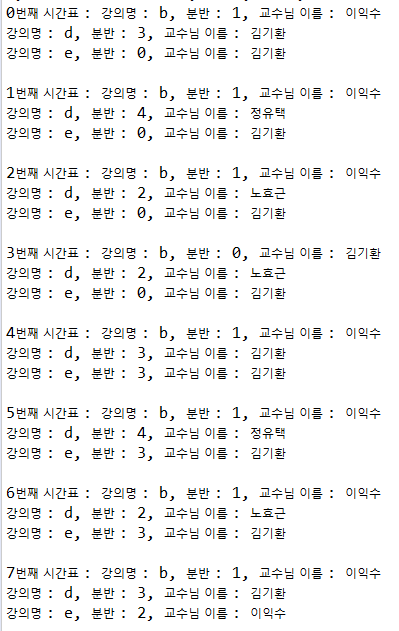 0번째 시간표 : 강의명 : b, 분반 : 1, 교수님 이름 : 이익수
강의명 : d, 분반 : 3, 교수님 이름 : 김기환
강의명 : e, 분반 : 0, 교수님 이름 : 김기환
1번째 시간표 : 강의명 : b, 분반 : 1, 교수님 이름 : 이익수
강의명 : d, 분반 : 4, 교수님 이름 : 정유택
강의명 : e, 분반 : 0, 교수님 이름 : 김기환
2번째 시간표 : 강의명 : b, 분반 : 1, 교수님 이름 : 이익수
강의명 : d, 분반 : 2, 교수님 이름 : 노효근
강의명 : e, 분반 : 0, 교수님 이름 : 김기환
3번째 시간표 : 강의명 : b, 분반 : 0, 교수님 이름 : 김기환
강의명 : d, 분반 : 2, 교수님 이름 : 노효근
강의명 : e, 분반 : 0, 교수님 이름 : 김기환
4번째 시간표 : 강의명 : b, 분반 : 1, 교수님 이름 : 이익수
강의명 : d, 분반 : 3, 교수님 이름 : 김기환
강의명 : e, 분반 : 3, 교수님 이름 : 김기환
5번째 시간표 : 강의명 : b, 분반 : 1, 교수님 이름 : 이익수
강의명 : d, 분반 : 4, 교수님 이름 : 정유택
강의명 : e, 분반 : 3, 교수님 이름 : 김기환
6번째 시간표 : 강의명 : b, 분반 : 1, 교수님 이름 : 이익수
강의명 : d, 분반 : 2, 교수님 이름 : 노효근
강의명 : e, 분반 : 3, 교수님 이름 : 김기환
7번째 시간표 : 강의명 : b, 분반 : 1, 교수님 이름 : 이익수
강의명 : d, 분반 : 3, 교수님 이름 : 김기환
강의명 : e, 분반 : 2, 교수님 이름 : 이익수